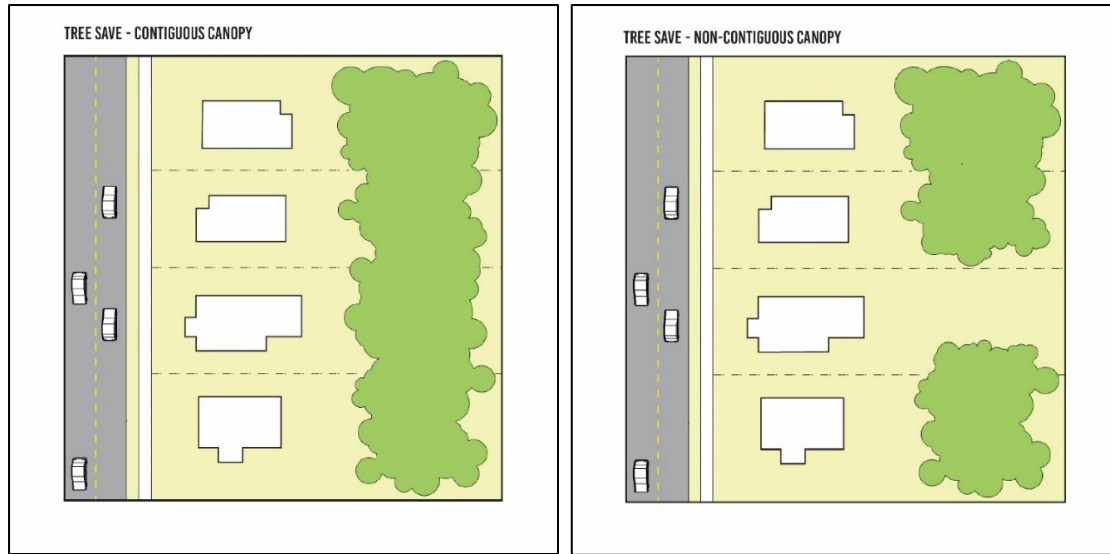 TREE SAVE - CONTIGUOUS CANOPY
TREE SAVE - NON-CONTIGUOUS CANOPY